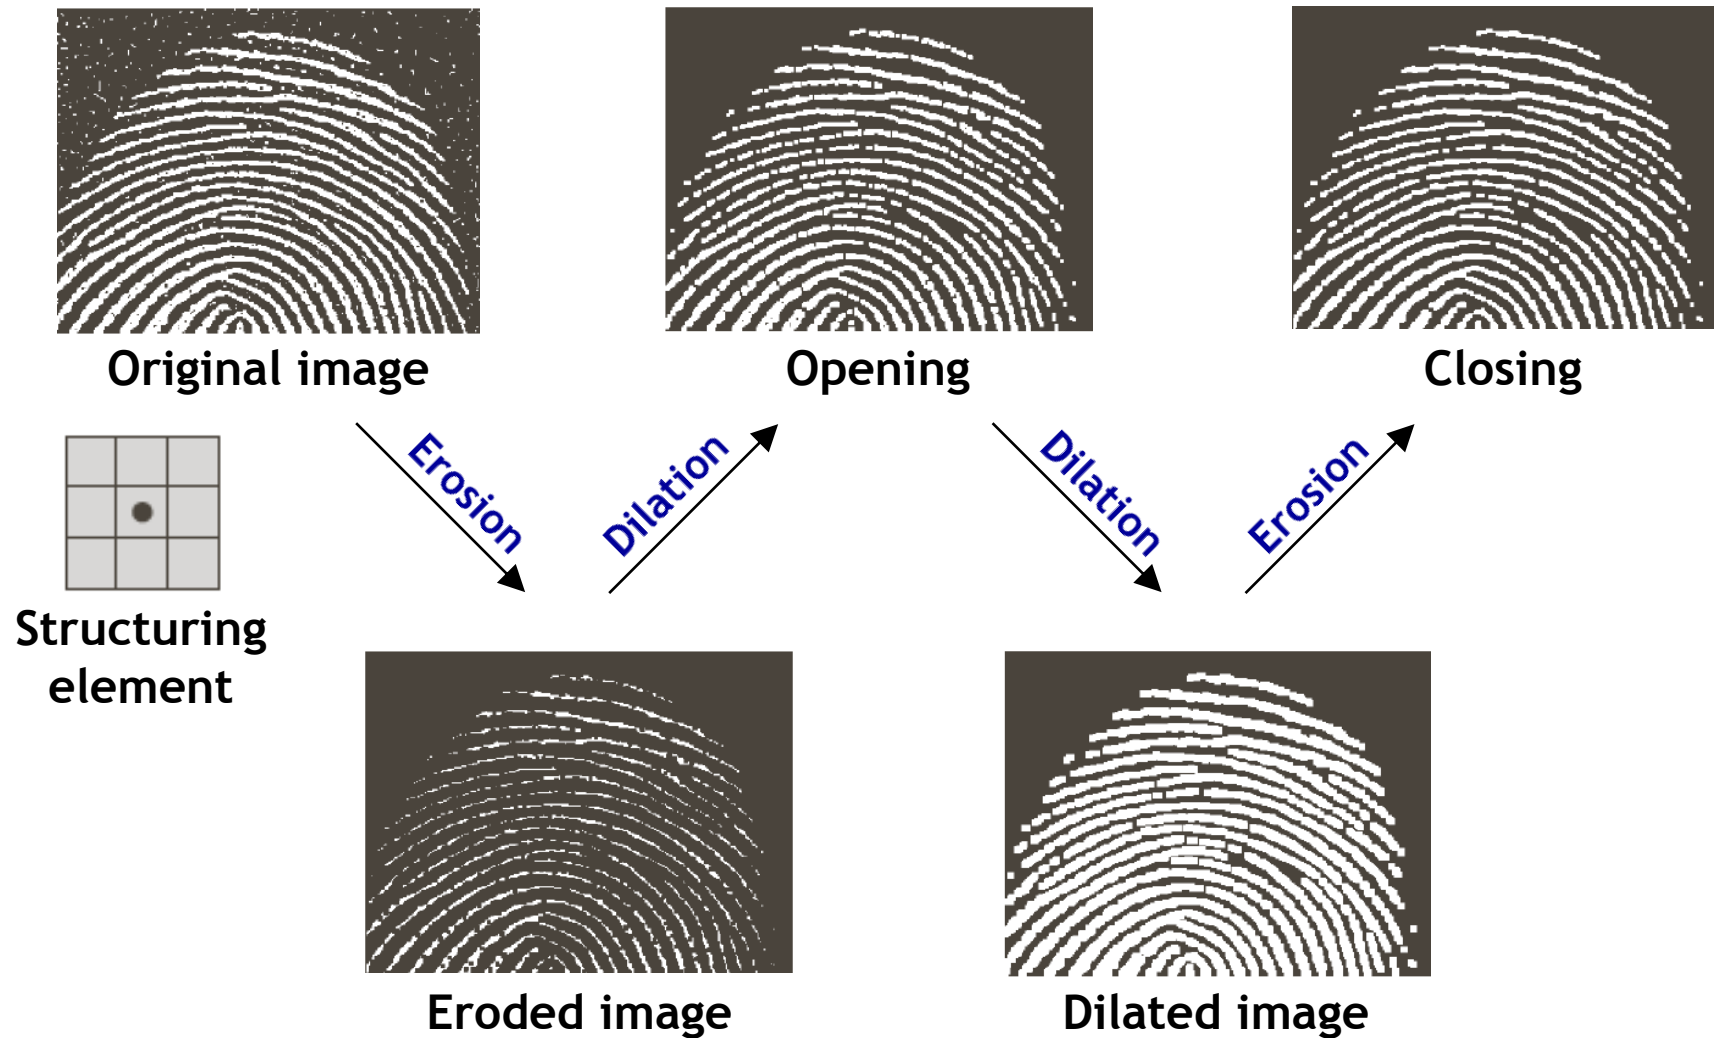 Original image
Opening
Closing
Erosion
Dilation
Dilation
Erosion
Structuring
element
Eroded image
Dilated image